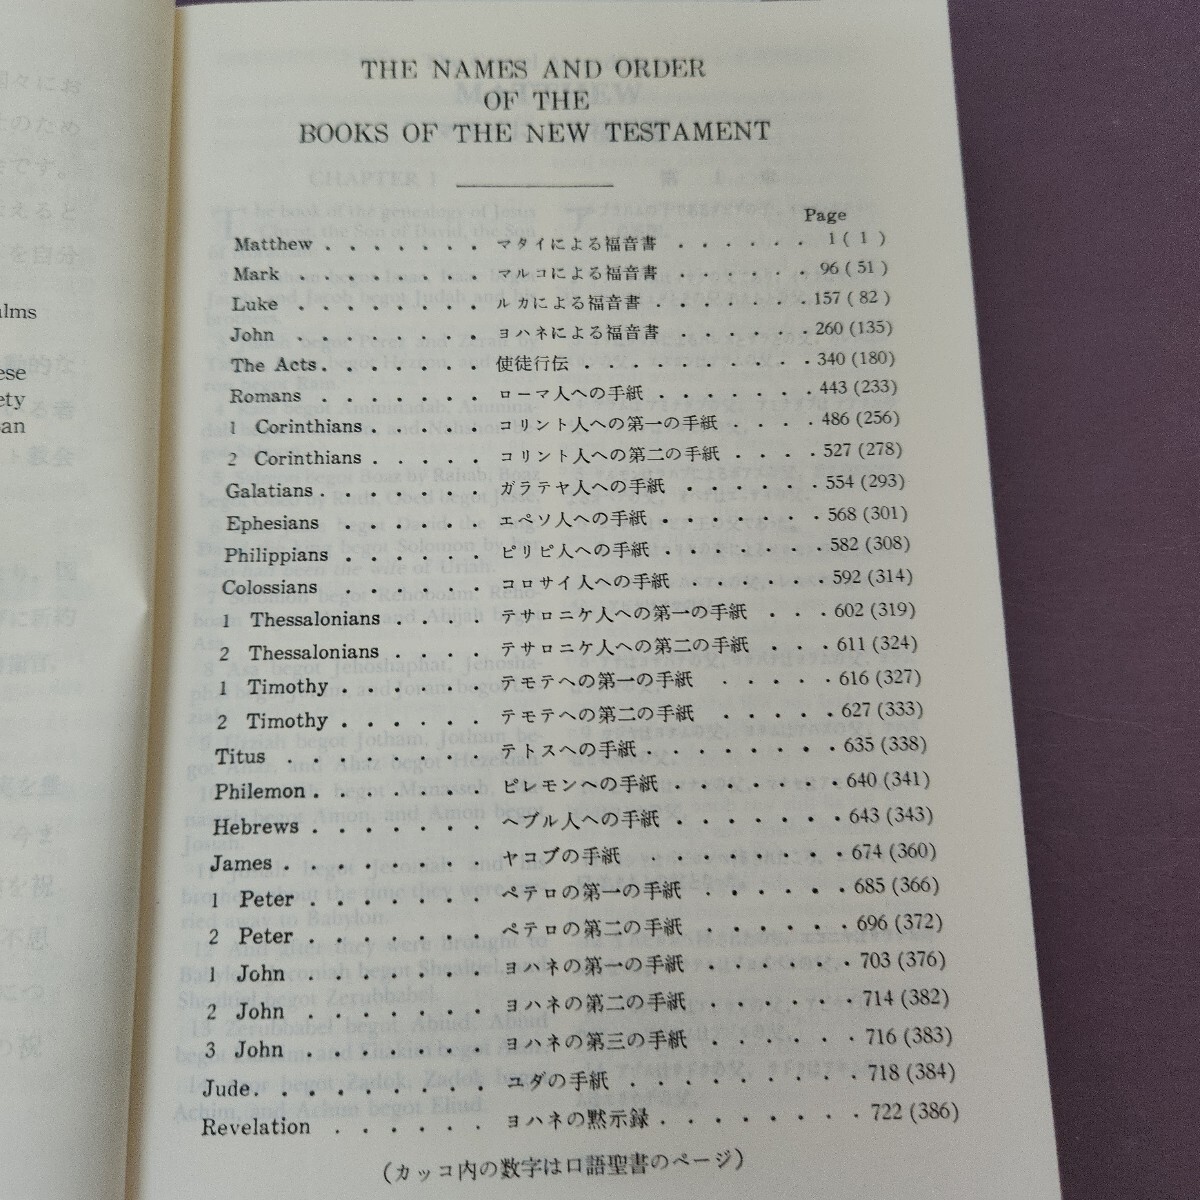 THE NAMES AND ORDER
OF THE
BOOKS OF THE NEW TESTAMENT
Page
Matthew . . . . . . . マタイによる福音書 . . . . . . 1 ( 1 )
Mark . . . . . . . . マルコによる福音書 . . . . . . 96 ( 51 )
Luke . . . . . . . . ルカによる福音書 . . . . . . . 157 ( 82 )
John . . . . . . . . ヨハネによる福音書 . . . . . . 260 (135)
The Acts . . . . . . . 使徒行伝 . . . . . . . . . 340 (180)
Romans . . . . . . . ローマ人への手紙 . . . . . . . 443 (233)
1 Corinthians . . . . . コリント人への第一の手紙 . . . . 486 (256)
2 Corinthians . . . . . コリント人への第二の手紙 . . . . 527 (278)
Galatians . . . . . . . ガラテヤ人への手紙 . . . . . . 554 (293)
Ephesians . . . . . . エペソ人への手紙 . . . . . . . 568 (301)
Philippians . . . . . . ピリピ人への手紙 . . . . . . . 582 (308)
Colossians . . . . . . コロサイ人への手紙 . . . . . . 592 (314)
1 Thessalonians . . . . テサロニケ人への第一の手紙 . . . 602 (319)
2 Thessalonians . . . . テサロニケ人への第二の手紙 . . . 611 (324)
1 Timothy . . . . . . テモテへの第一の手紙 . . . . . 616 (327)
2 Timothy . . . . . . テモテへの第二の手紙 . . . . . 627 (333)
Titus . . . . . . . . テトスへの手紙 . . . . . . . . 635 (338)
Philemon . . . . . . . ピレモンへの手紙 . . . . . . . 640 (341)
Hebrews . . . . . . . ヘブル人への手紙 . . . . . . . 643 (343)
James . . . . . . . . ヤコブの手紙 . . . . . . . . 674 (360)
1 Peter . . . . . . . ペテロの第一の手紙 . . . . . . 685 (366)
2 Peter . . . . . . . ペテロの第二の手紙 . . . . . . 696 (372)
1 John . . . . . . . ヨハネの第一の手紙 . . . . . . 703 (376)
2 John . . . . . . . ヨハネの第二の手紙 . . . . . . 714 (382)
3 John . . . . . . . ヨハネの第三の手紙 . . . . . . 716 (383)
Jude . . . . . . . . . ユダの手紙 . . . . . . . . . 718 (384)
Revelation . . . . . . ヨハネの黙示録 . . . . . . . . 722 (386)
(カッコ内の数字は口語聖書のページ)